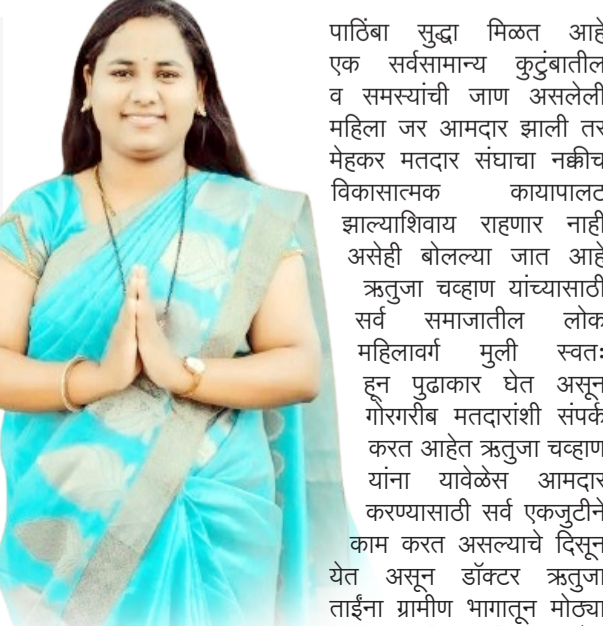 पाठिंबा सुद्धा मिळत आहे
एक सर्वसामान्य कुटुंबातील
व समस्यांची जाण असलेली
महिला जर आमदार झाली तर
मेहकर मतदार संघाचा नक्कीच
विकासात्मक कायापालट
झाल्याशिवाय राहणार नाही
असेही बोलल्या जात आहे
ऋतुजा चव्हाण यांच्यासाठी
सर्व समाजातील लोक
महिलावर्ग मुली स्वतः
हून पुढाकार घेत असून
गोरगरीब मतदारांशी संपर्क
करत आहेत ऋतुजा चव्हाण
यांना यावेळेस आमदार
करण्यासाठी सर्व एकजुटीने
काम करत असल्याचे दिसून
येत असून डॉक्टर ऋतुजा
ताईंना ग्रामीण भागातून मोठ्या